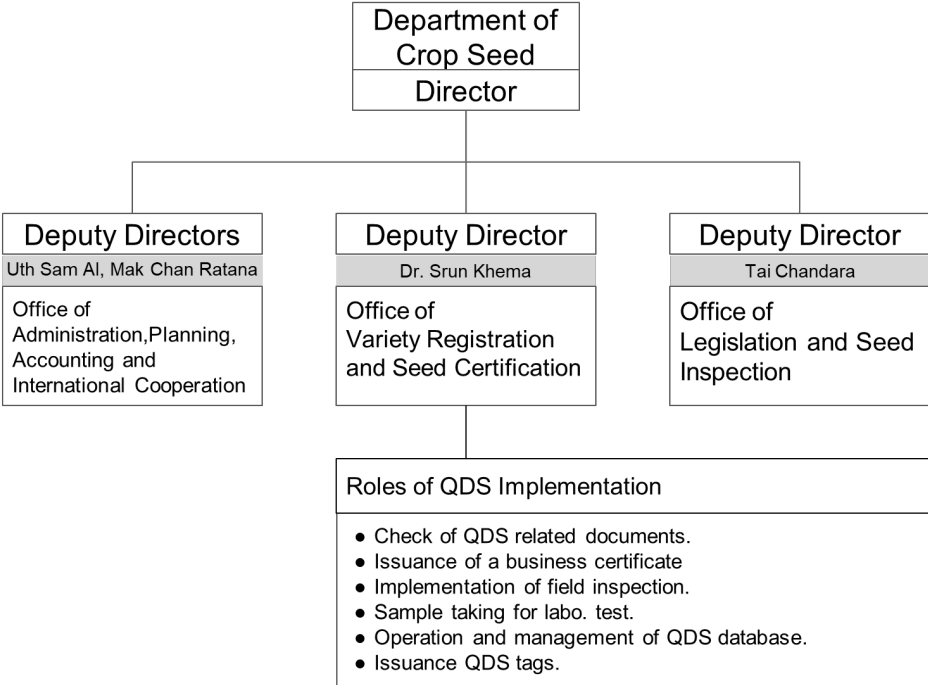 Department of
Crop Seed
Director
Deputy Directors
Uth Sam Al, Mak Chan Ratana
Office of
Administration,Planning,
Accounting and
International Cooperation
Deputy Director
Dr. Srun Khema
Office of
Variety Registration
and Seed Certification
Deputy Director
Tai Chandara
Office of
Legislation and Seed
Inspection
Roles of QDS Implementation
● Check of QDS related documents.
● Issuance of a business certificate
● Implementation of field inspection.
● Sample taking for labo. test.
● Operation and management of QDS database.
● Issuance QDS tags.